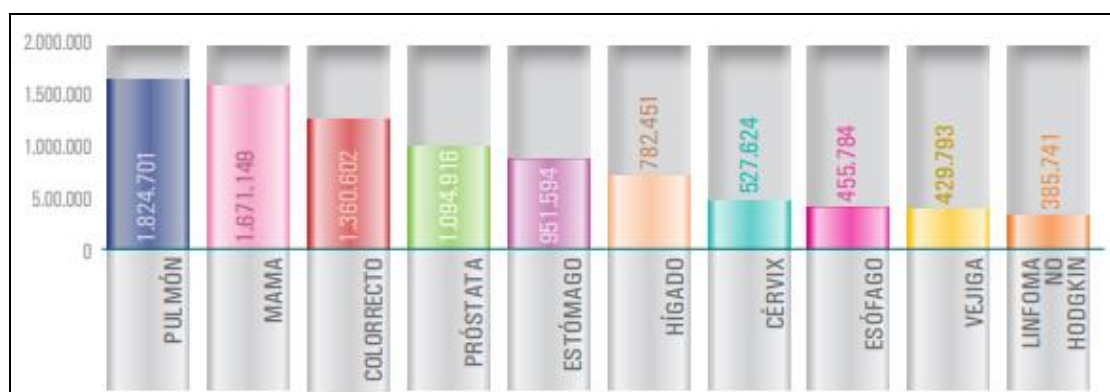 2.000.000
1.500.000
1.000.000
5.00.000
0
1.824.701
1.671.149
1.360.602
1.094.916
951.594
782.451
527.624
455.784
429.793
385.741
PULMÓN
MAMA
COLORRECTO
PRÓSTATA
ESTÓMAGO
HÍGADO
CÉRVIX
ESÓFAGO
VEJIGA
LINFOMA
NO
HODGKIN